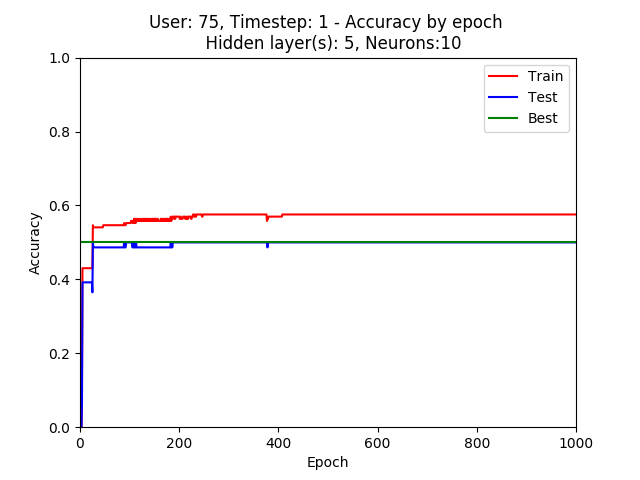 User: 75, Timestep: 1 - Accuracy by epoch
Hidden layer(s): 5, Neurons:10
1.0
0.8
0.6
0.4
0.2
0.0
Accuracy
Train
Test
Best
0 200 400 600 800 1000
Epoch